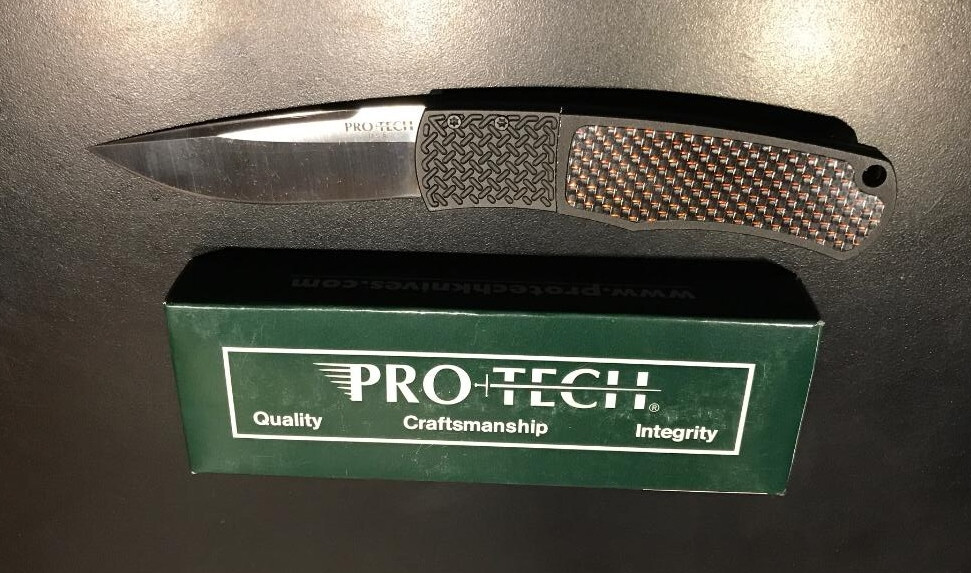 PRO-TECH
www.protechknives.com
PRO-TECH®
Quality Craftsmanship Integrity